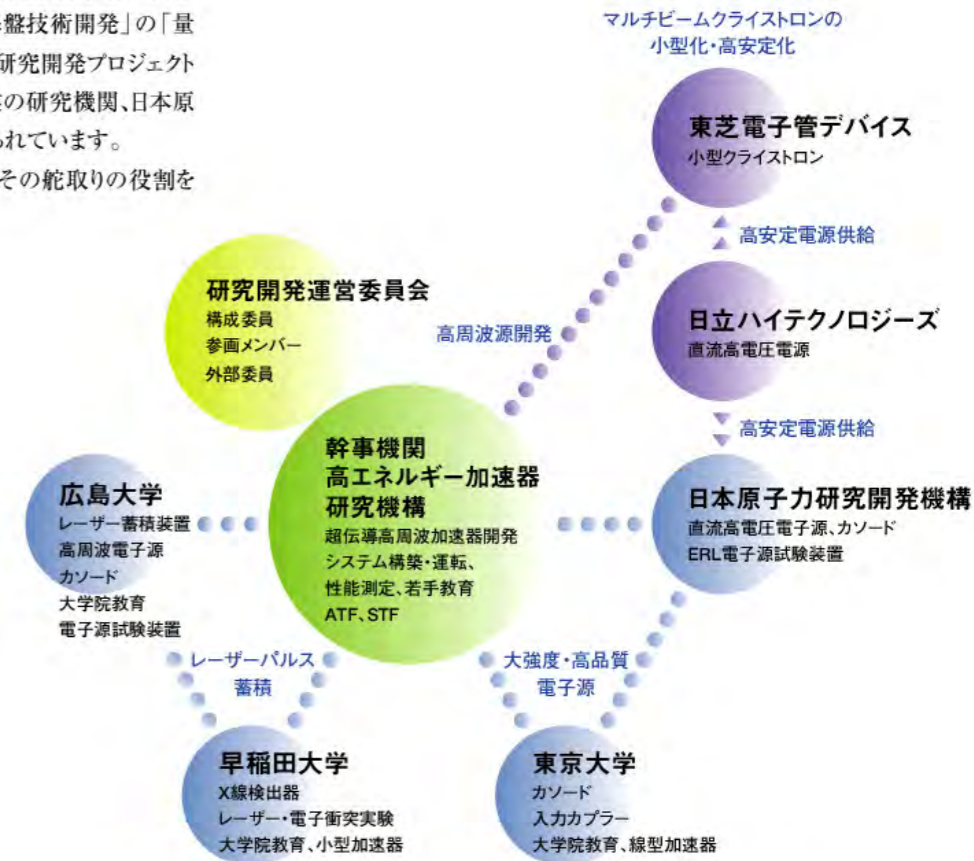 盤技術開発」の「量
研究開発プロジェクト
の研究機関、日本原
られています。
その舵取りの役割を
マルチビームクライストロンの
小型化・高安定化
東芝電子管デバイス
小型クライストロン
高安定電源供給
研究開発運営委員会
構成委員
参画メンバー
外部委員
高周波源開発
日立ハイテクノロジーズ
直流高電圧電源
高安定電源供給
幹事機関
高エネルギー加速器
研究機構
超伝導高周波加速器開発
システム構築・運転、
性能測定、若手教育
ATF、STF
広島大学
レーザー蓄積装置
高周波電子源
カソード
大学院教育
電子源試験装置
日本原子力研究開発機構
直流高電圧電子源、カソード
ERL電子源試験装置
レーザーパルス
蓄積
大強度・高品質
電子源
早稲田大学
X線検出器
レーザー・電子衝突実験
大学院教育、小型加速器
東京大学
カソード
入力カプラー
大学院教育、線型加速器